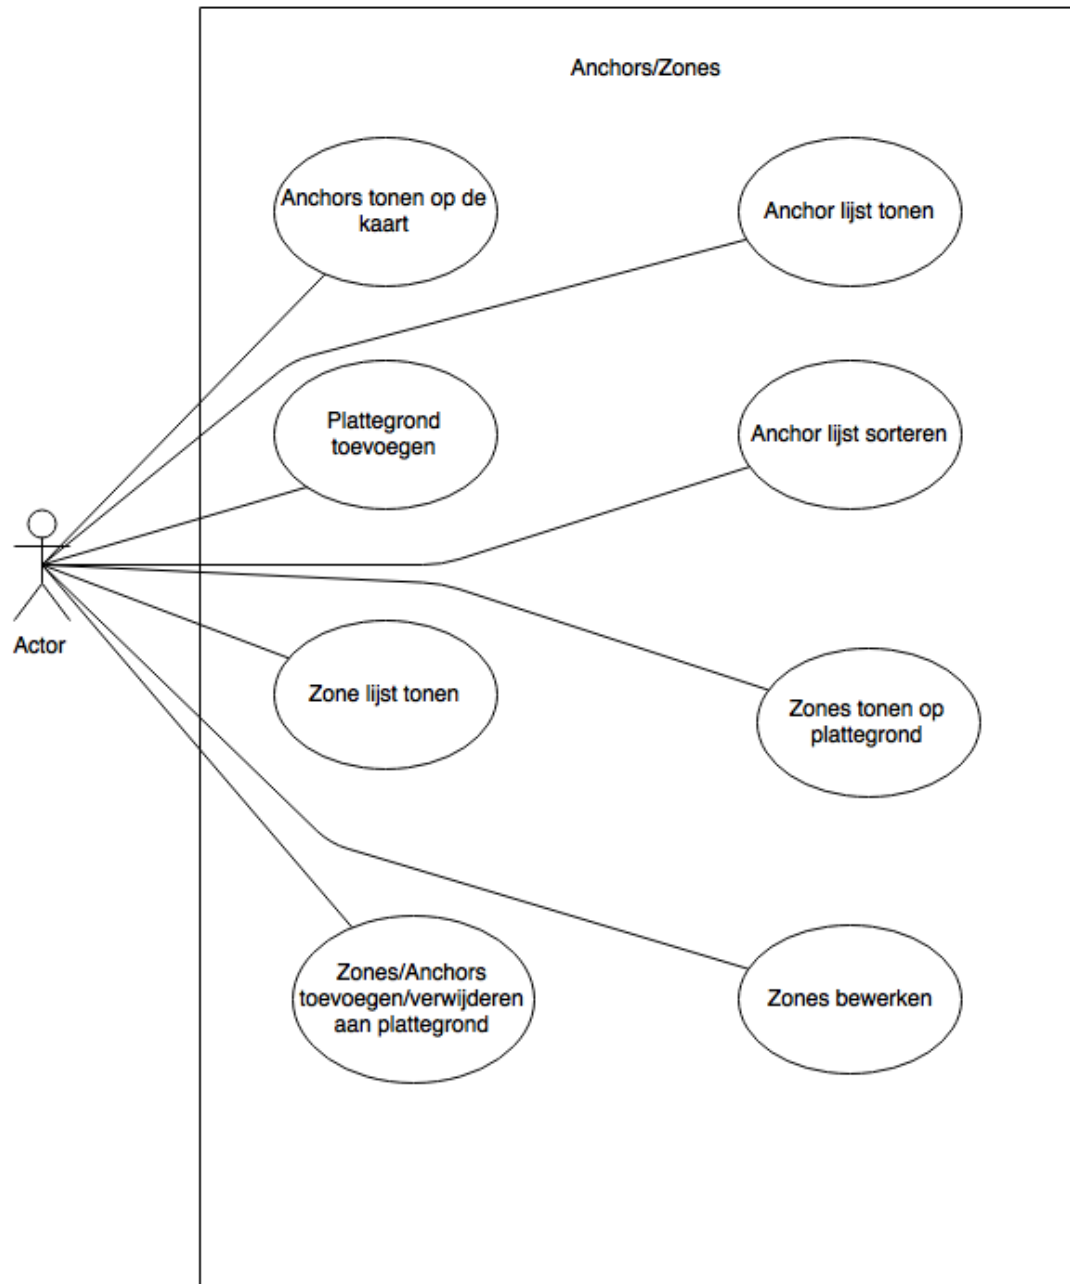 Anchors/Zones
Anchors tonen op de
kaart
Anchor lijst tonen
Plattegrond
toevoegen
Anchor lijst sorteren
Actor
Zone lijst tonen
Zones tonen op
plattegrond
Zones/Anchors
toevoegen/verwijderen
aan plattegrond
Zones bewerken